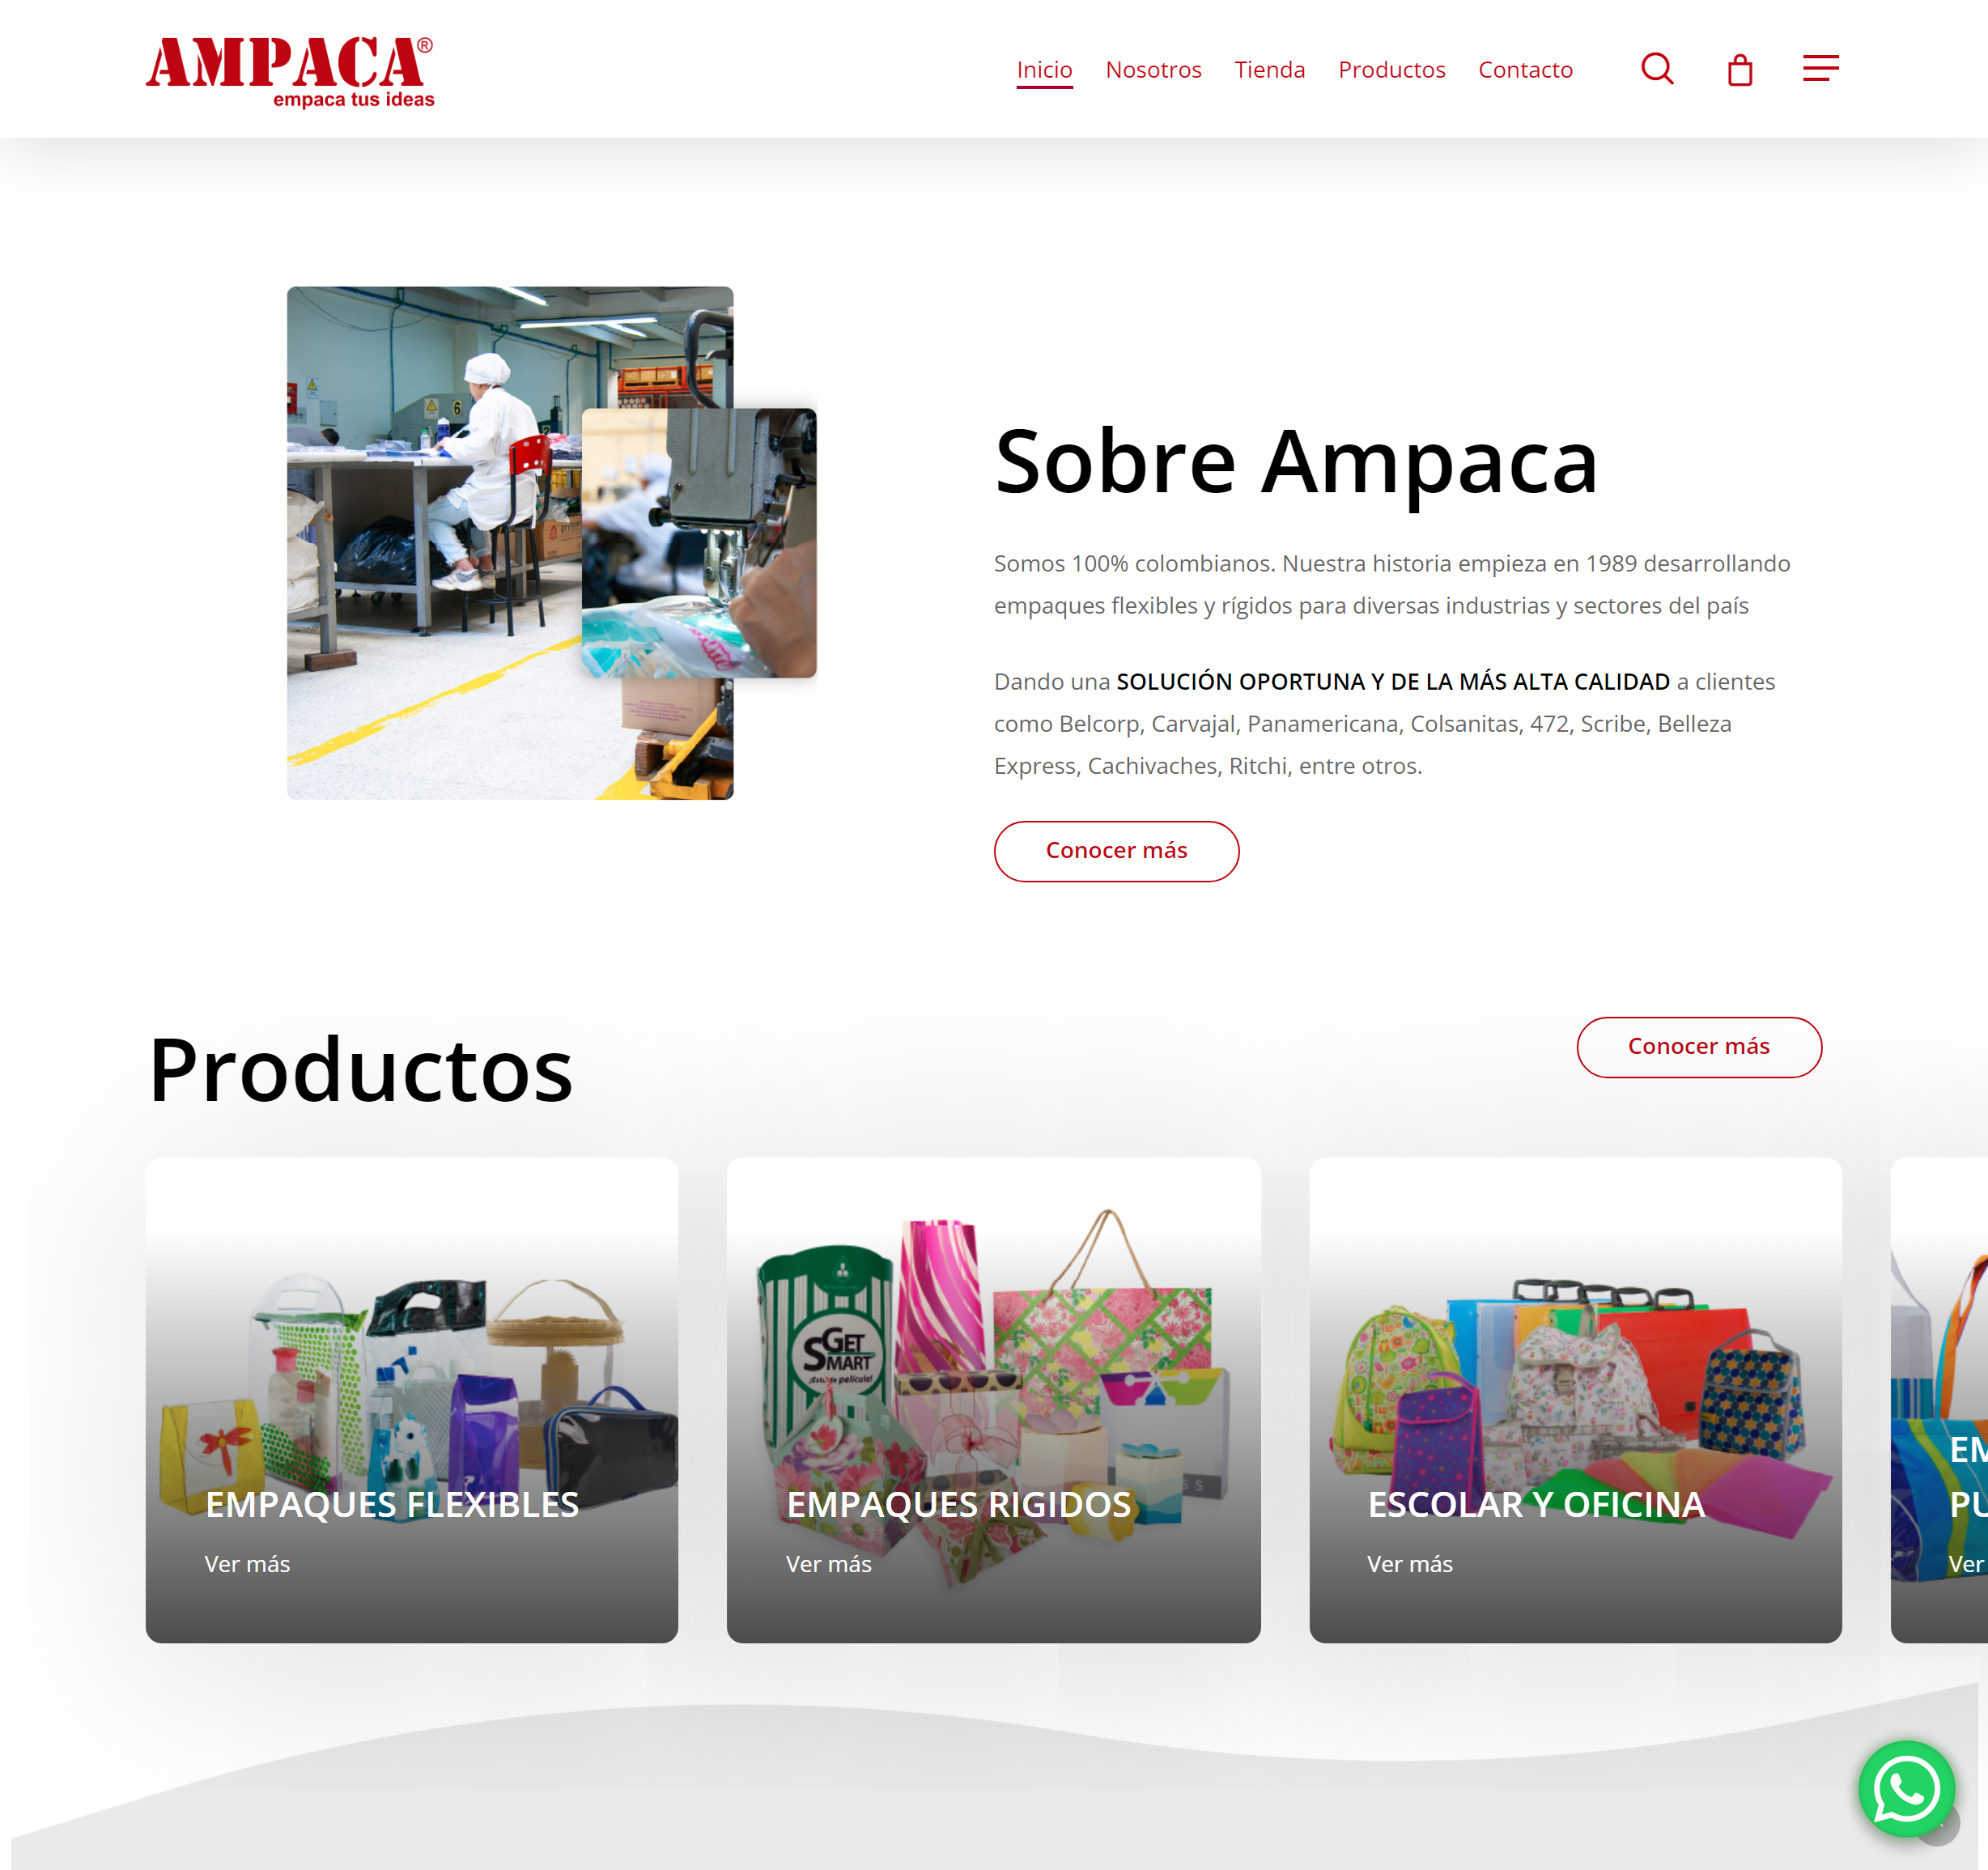 AMPACA®
empaca tus ideas
Inicio Nosotros Tienda Productos Contacto
6
Sobre Ampaca
Somos 100% colombianos. Nuestra historia empieza en 1989 desarrollando
empaques flexibles y rígidos para diversas industrias y sectores del país
Dando una SOLUCIÓN OPORTUNA Y DE LA MÁS ALTA CALIDAD a clientes
como Belcorp, Carvajal, Panamericana, Colsanitas, 472, Scribe, Belleza
Express, Cachivaches, Ritchi, entre otros.
Conocer más
Productos
Conocer más
GET
SMART
EMPAQUES FLEXIBLES
Ver más
EMPAQUES RIGIDOS
Ver más
ESCOLAR Y OFICINA
Ver más
EM
PU
Ver